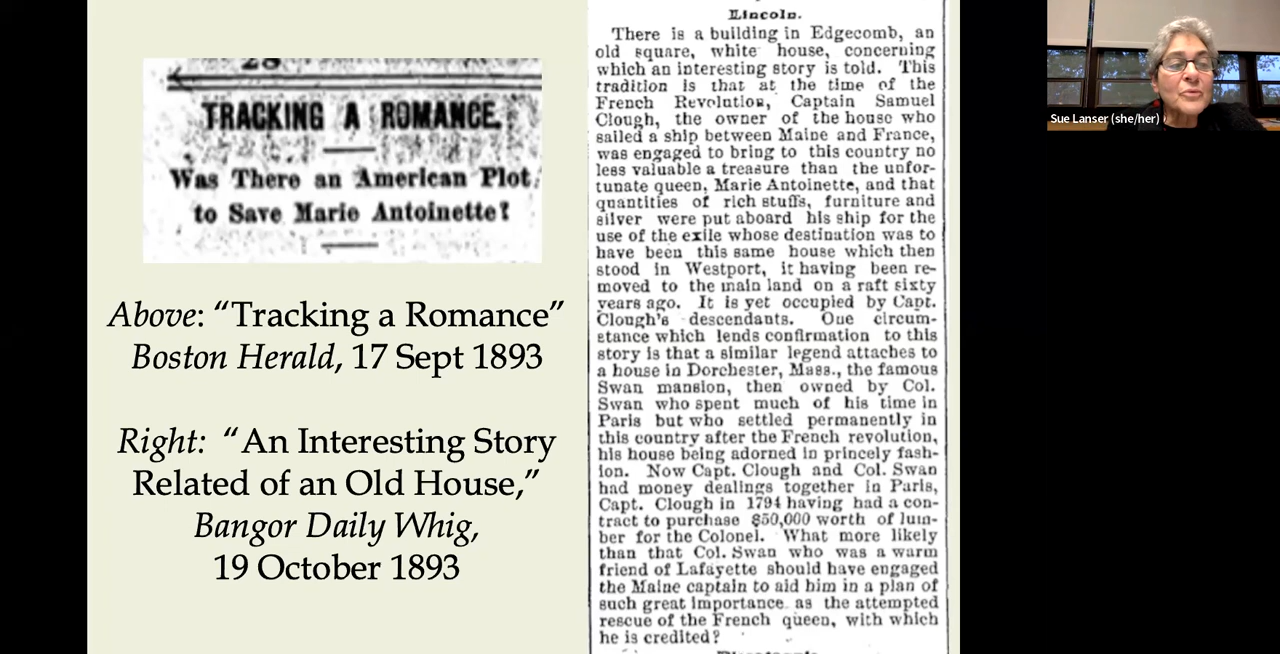 TRACKING A ROMANCE.
Was There an American Plot
to Save Marie Antoinette?
Above: “Tracking a Romance”
Boston Herald, 17 Sept 1893
Right: “An Interesting Story
Related of an Old House,”
Bangor Daily Whig,
19 October 1893
Lincoln.
There is a building in Edgecomb, an
old square, white house, concerning
which an interesting story is told. This
tradition is that at the time of the
French Revolution, Captain Samuel
Clough, the owner of the house who
sailed a ship between Maine and France,
was engaged to bring to this country no
less valuable a treasure than the unfor-
tunate queen, Marie Antoinette, and that
quantities of rich stuffs, furniture and
silver were put aboard his ship for the
use of the exile whose destination was to
have been this same house which then
stood in Westport, it having been re-
moved to the main land on a raft sixty
years ago. It is yet occupied by Capt.
Clough's descendants. One circum-
stance which lends confirmation to this
story is that a similar legend attaches to
a house in Dorchester, Mass., the famous
Swan mansion, then owned by Col.
Swan who spent much of his time in
Paris but who settled permanently in
this country after the French revolution,
his house being adorned in princely fash-
ion. Now Capt. Clough and Col. Swan
had money dealings together in Paris,
Capt. Clough in 1794 having had a con-
tract to purchase $50,000 worth of lum-
ber for the Colonel. What more likely
than that Col. Swan who was a warm
friend of Lafayette should have engaged
the Maine captain to aid him in a plan of
such great importance as the attempted
rescue of the French queen, with which
he is credited?
Sue Lanser (she/her)